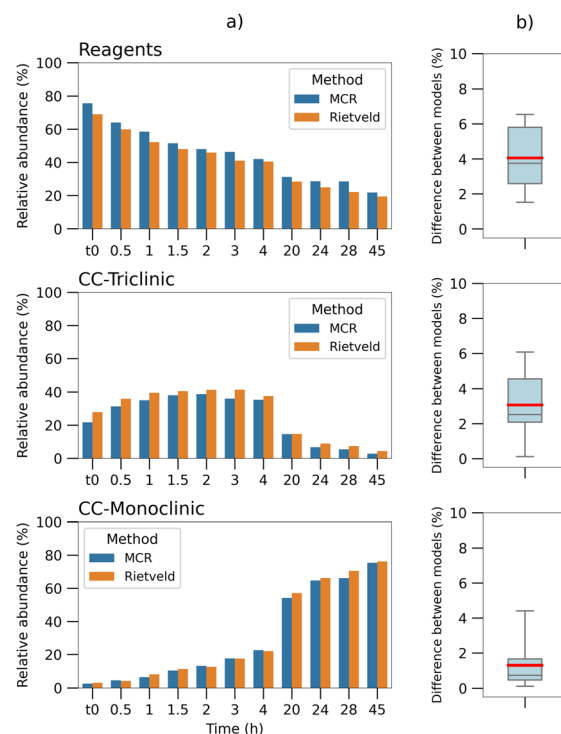 a)
b)
Reagents
Relative abundance (%)
100
80
60
40
20
0
Method
MCR
Rietveld
t0 0.5 1 1.5 2 3 4 20 24 28 45
Difference between models (%)
10
8
6
4
2
0
CC-Triclinic
Relative abundance (%)
100
80
60
40
20
0
Method
MCR
Rietveld
t0 0.5 1 1.5 2 3 4 20 24 28 45
Difference between models (%)
10
8
6
4
2
0
CC-Monoclinic
Relative abundance (%)
100
80
60
40
20
0
Method
MCR
Rietveld
t0 0.5 1 1.5 2 3 4 20 24 28 45
Time (h)
Difference between models (%)
10
8
6
4
2
0